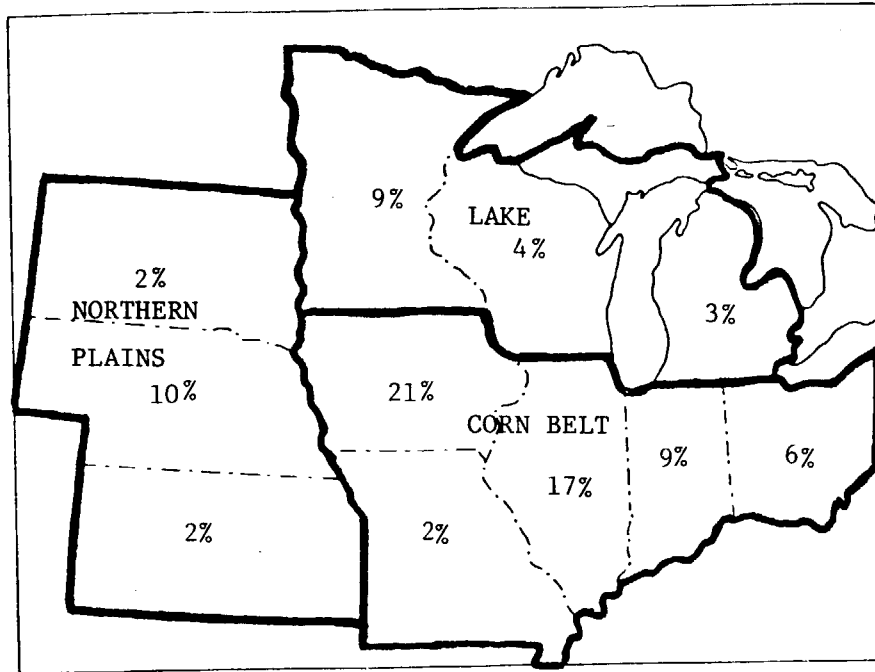 9%
LAKE
4%
3%
2%
NORTHERN
PLAINS
10%
21%
CORN BELT
17%
9%
6%
2%
2%